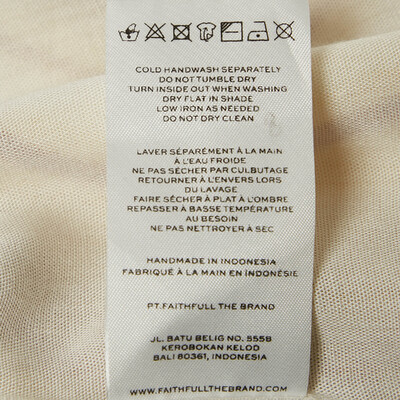 COLD HANDWASH SEPARATELY
DO NOT TUMBLE DRY
TURN INSIDE OUT WHEN WASHING
DRY FLAT IN SHADE
LOW IRON AS NEEDED
DO NOT DRY CLEAN
LAVER SÉPARÉMENT À LA MAIN
À L'EAU FROIDE
NE PAS SÉCHER PAR CULBUTAGE
RETOURNER À L'ENVERS LORS
DU LAVAGE
FAIRE SÉCHER À PLAT À L'OMBRE
REPASSER À BASSE TEMPÉRATURE
AU BESOIN
NE PAS NETTOYER À SEC
HANDMADE IN INDONESIA
FABRIQUÉ À LA MAIN EN INDONÉSIE
PT.FAITHFULL THE BRAND
JL. BATU BELIG NO. 555B
KEROBOKAN KELOD
BALI 80361, INDONESIA
WWW.FAITHFULLTHEBRAND.COM